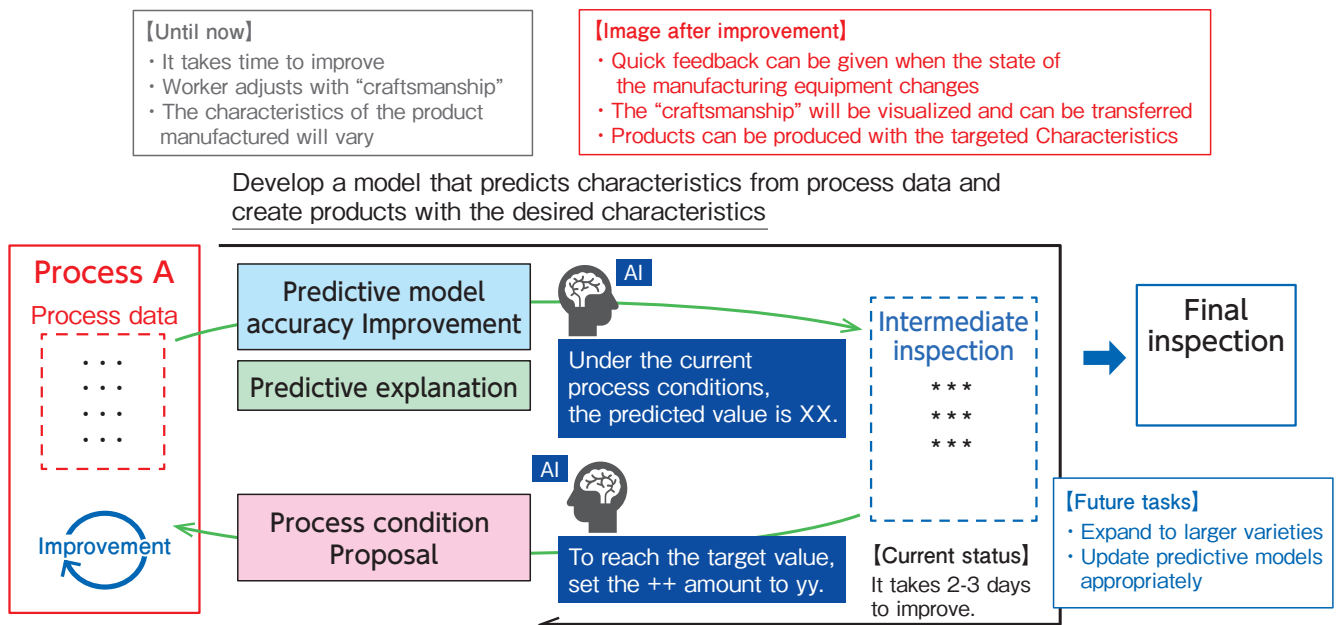 【Until now】
・It takes time to improve
・Worker adjusts with “craftsmanship”
・The characteristics of the product
manufactured will vary
【Image after improvement】
・Quick feedback can be given when the state of
the manufacturing equipment changes
・The “craftsmanship” will be visualized and can be transferred
・Products can be produced with the targeted Characteristics
Develop a model that predicts characteristics from process data and
create products with the desired characteristics
Process A
Process data
・・・
・・・
・・・
・・・
Improvement
Predictive model
accuracy Improvement
Predictive explanation
AI
Under the current
process conditions,
the predicted value is XX.
Intermediate
inspection
***
***
***
Final
inspection
Process condition
Proposal
AI
To reach the target value,
set the ++ amount to yy.
【Current status】
It takes 2-3 days
to improve.
【Future tasks】
・Expand to larger varieties
・Update predictive models
appropriately